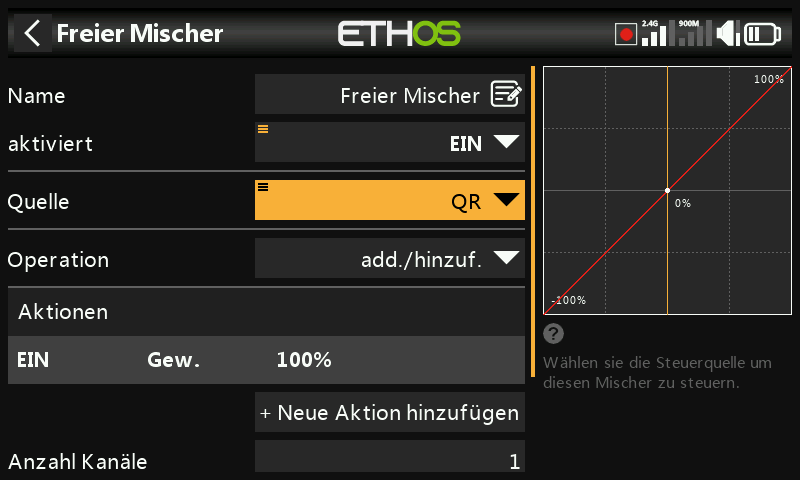 Freier Mischer
ETHOS
2.4G
900M
Name
Freier Mischer
aktiviert
EIN
Quelle
QR
Operation
add./hinzuf.
Aktionen
EIN Gew. 100%
+ Neue Aktion hinzufügen
Anzahl Kanäle
1
100%
0%
-100%
?
Wählen sie die Steuerquelle um
diesen Mischer zu steuern.